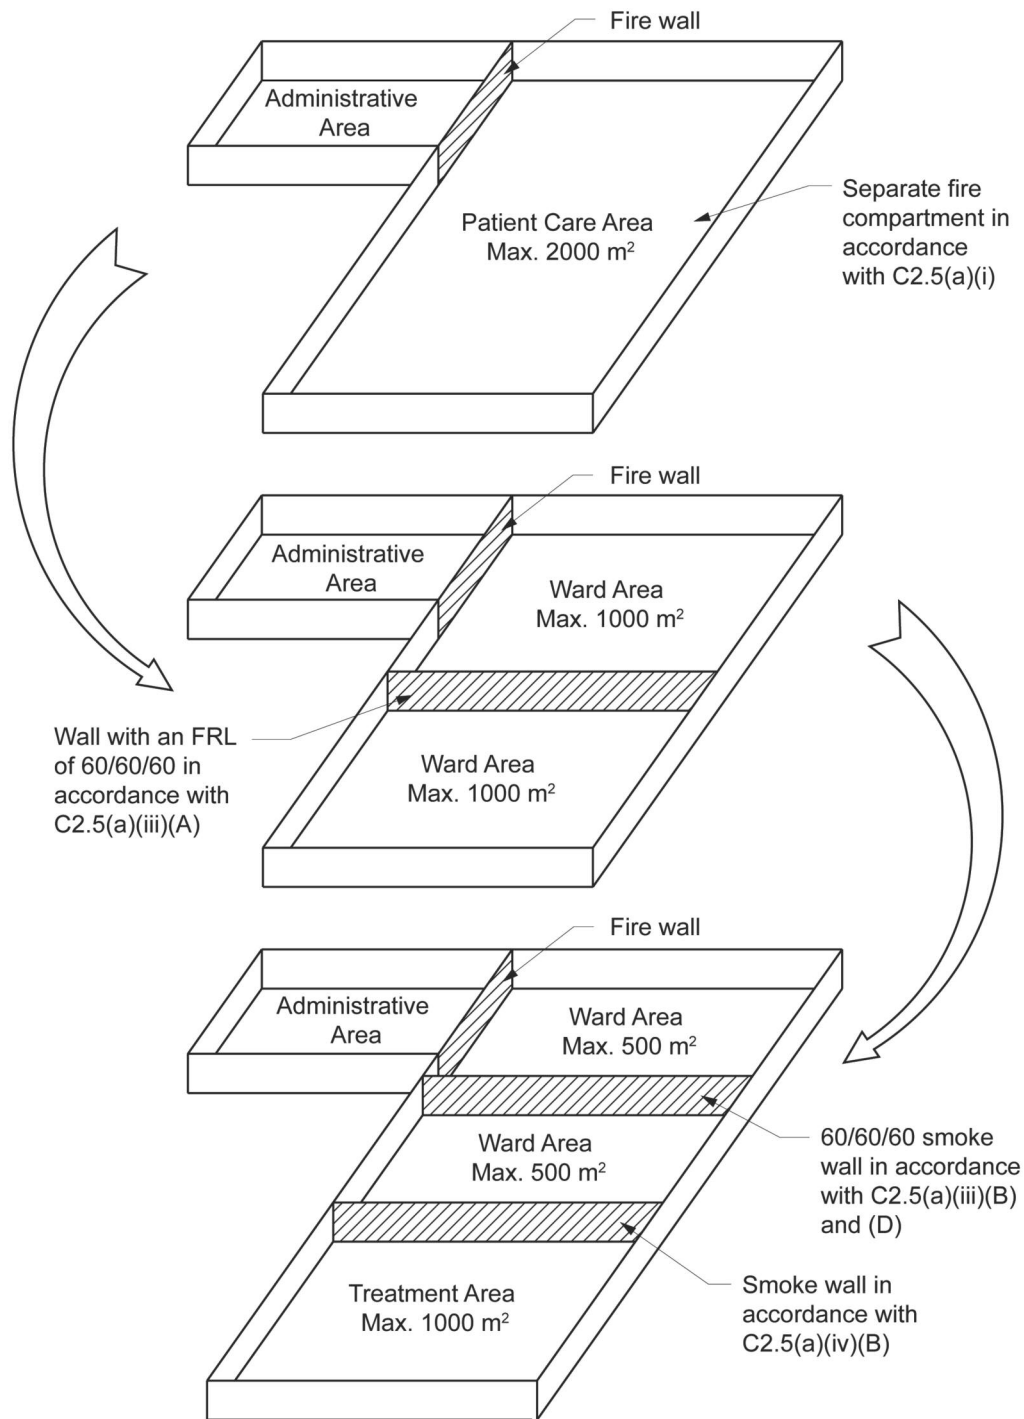 Fire wall
Administrative
Area
Patient Care Area
Max. 2000 m²
Separate fire
compartment in
accordance
with C2.5(a)(i)
Fire wall
Administrative
Area
Ward Area
Max. 1000 m²
Wall with an FRL
of 60/60/60 in
accordance with
C2.5(a)(iii)(A)
Ward Area
Max. 1000 m²
Fire wall
Administrative
Area
Ward Area
Max. 500 m²
Ward Area
Max. 500 m²
60/60/60 smoke
wall in accordance
with C2.5(a)(iii)(B)
and (D)
Treatment Area
Max. 1000 m²
Smoke wall in
accordance with
C2.5(a)(iv)(B)